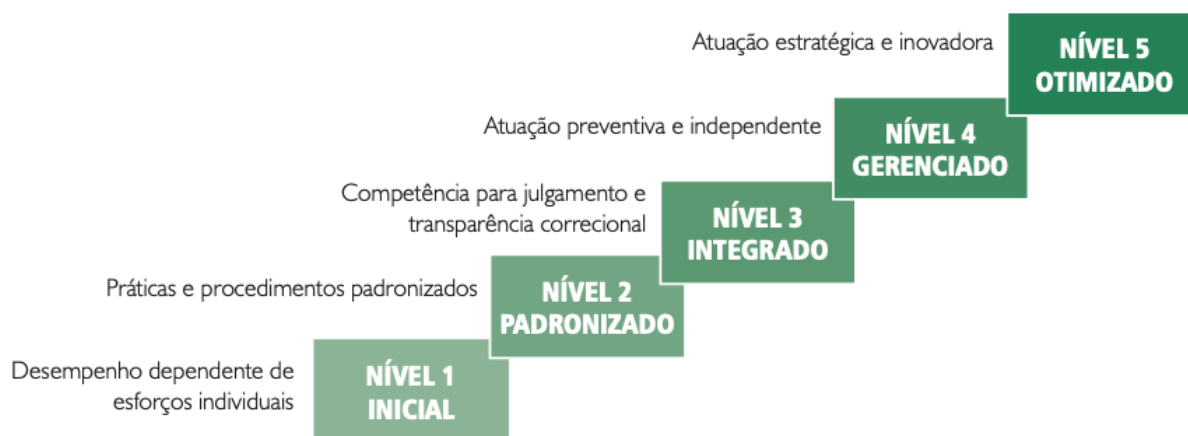 Atuação estratégica e inovadora
NÍVEL 5
OTIMIZADO
Atuação preventiva e independente
NÍVEL 4
GERENCIADO
Competência para julgamento e
transparência correcional
NÍVEL 3
INTEGRADO
Práticas e procedimentos padronizados
NÍVEL 2
PADRONIZADO
Desempenho dependente de
esforços individuais
NÍVEL 1
INICIAL